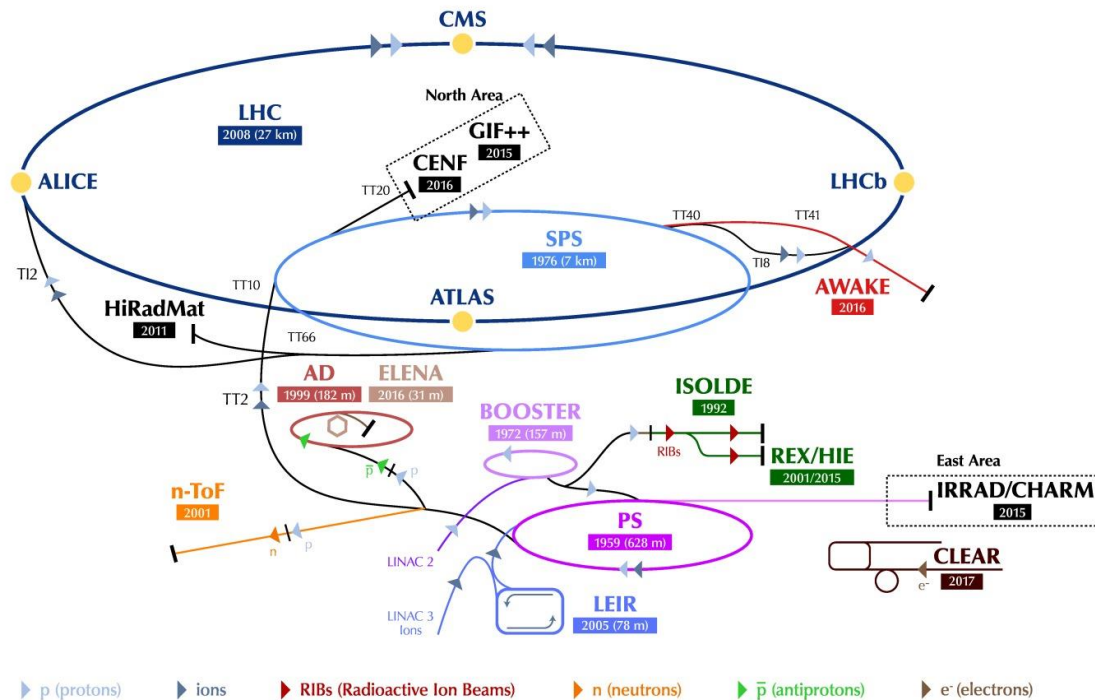 CMS
North Area
LHC
2008 (27 km)
GIF++
2015
CENF
2016
TT20
ALICE
LHCb
TT40
TT41
SPS
1976 (7 km)
TI2
TT10
TI8
AWAKE
2016
ATLAS
HiRadMat
2011
TT66
AD
1999 (182 m)
ELENA
2016 (31 m)
TT2
ISOLDE
1992
BOOSTER
1972 (157 m)
RIBs
REX/HIE
2001/2015
p̅
p
East Area
n-ToF
2001
IRRAD/CHARM
2015
PS
1959 (628 m)
n
p
LINAC 2
CLEAR
2017
e⁻
LINAC 3
Ions
LEIR
2005 (78 m)
p (protons)
ions
RIBs (Radioactive Ion Beams)
n (neutrons)
p̅ (antiprotons)
e⁻ (electrons)